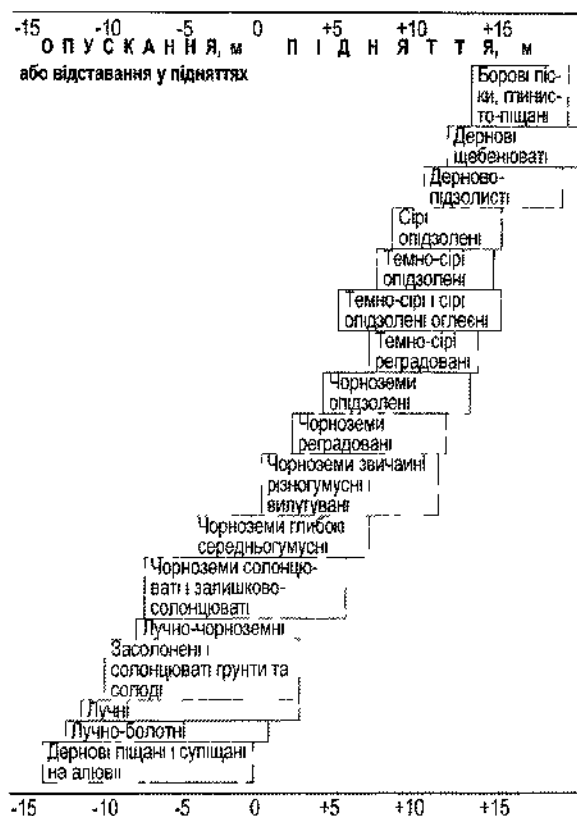 -15 -10 -5 0 +5 +10 +15
ОПУСКАННЯ, м ПІДНЯТТЯ, м
або відставання у підняттях
Борові піс-
ки, глинис-
то-піщані
Дернові
щебенюваті
Дерново-
підзолисті
Сірі
опідзолені
Темно-сірі
опідзолені
Темно-сірі і сірі
опідзолені оглеєні
Темно-сірі
реградовані
Чорноземи
опідзолені
Чорноземи
реградовані
Чорноземи звичайні
різногумусні і
вилугувані
Чорноземи глибокі
середньогумусні
Чорноземи солонцю-
ваті і залишково-
солонцюваті
Лучно-чорноземні
Засолені і
солонцюваті ґрунти та
солоді
Лучні
Лучно-болотні
Дернові піщані і супіщані
на алювії
-15 -10 -5 0 +5 +10 +15